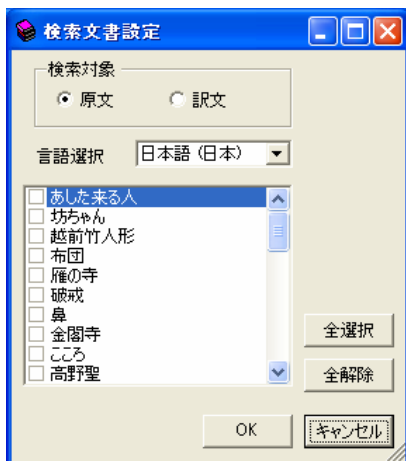 検索文書設定
検索対象
原文 訳文
言語選択 日本語 (日本)
あした来る人
坊ちゃん
越前竹人形
布団
雁の寺
破戒
鼻
金閣寺
こころ
高野聖
全選択
全解除
OK キャンセル